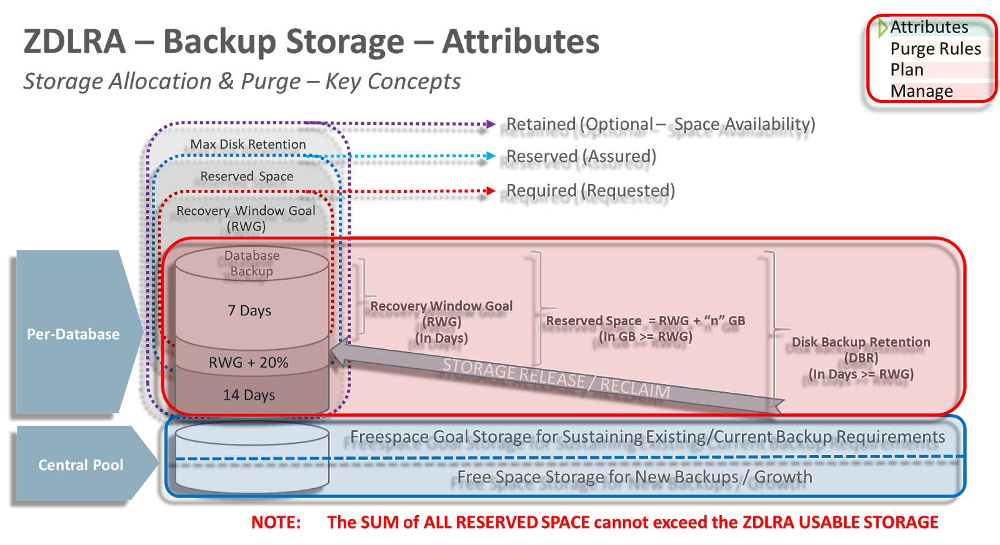 ZDLRA – Backup Storage – Attributes
Storage Allocation & Purge – Key Concepts
Attributes
Purge Rules
Plan
Manage
Retained (Optional – Space Availability)
Max Disk Retention
Reserved (Assured)
Reserved Space
Required (Requested)
Recovery Window Goal
(RWG)
Database
Backup
7 Days
RWG + 20%
14 Days
Per-Database
Recovery Window Goal
(RWG)
(In Days)
Reserved Space = RWG + “n” GB
(In GB >= RWG)
Disk Backup Retention
(DBR)
(In Days >= RWG)
STORAGE RELEASE / RECLAIM
Central Pool
Freespace Goal Storage for Sustaining Existing/Current Backup Requirements
Free Space Storage for New Backups / Growth
NOTE: The SUM of ALL RESERVED SPACE cannot exceed the ZDLRA USABLE STORAGE